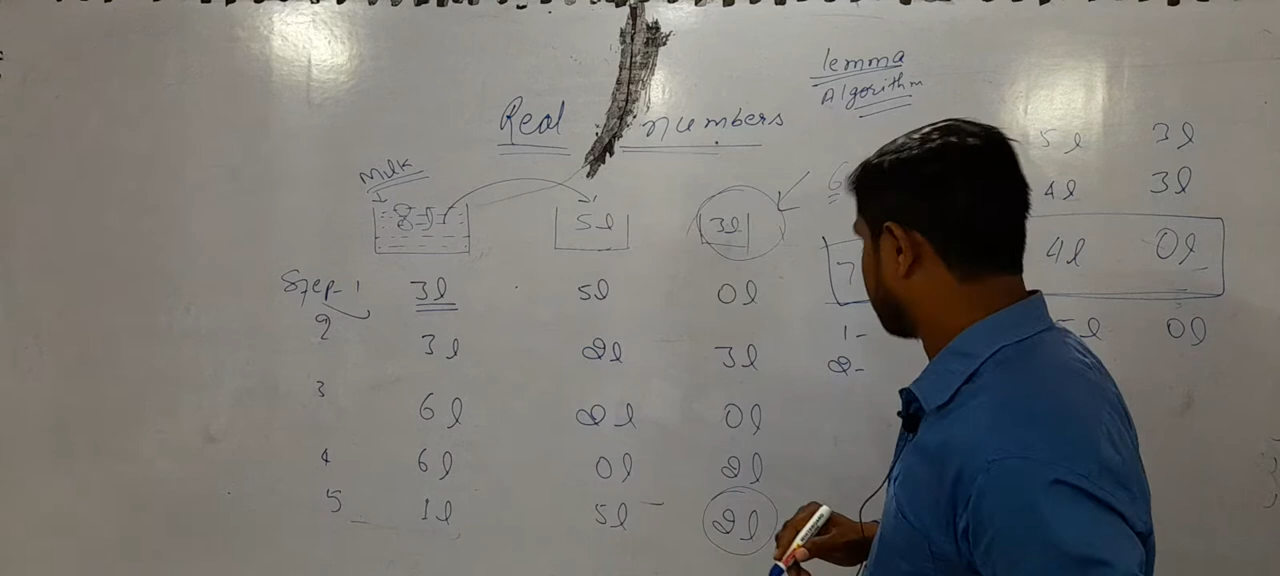 lemma
Algorithm
Real numbers
Milk
8l 5l 3l
Step-1 3l 5l 0l
2 3l 2l 3l
3 6l 2l 0l
4 6l 0l 2l
5 1l 5l 2l
5l 3l
6 4l 3l
7 4l 0l
1- 5l 0l
2-